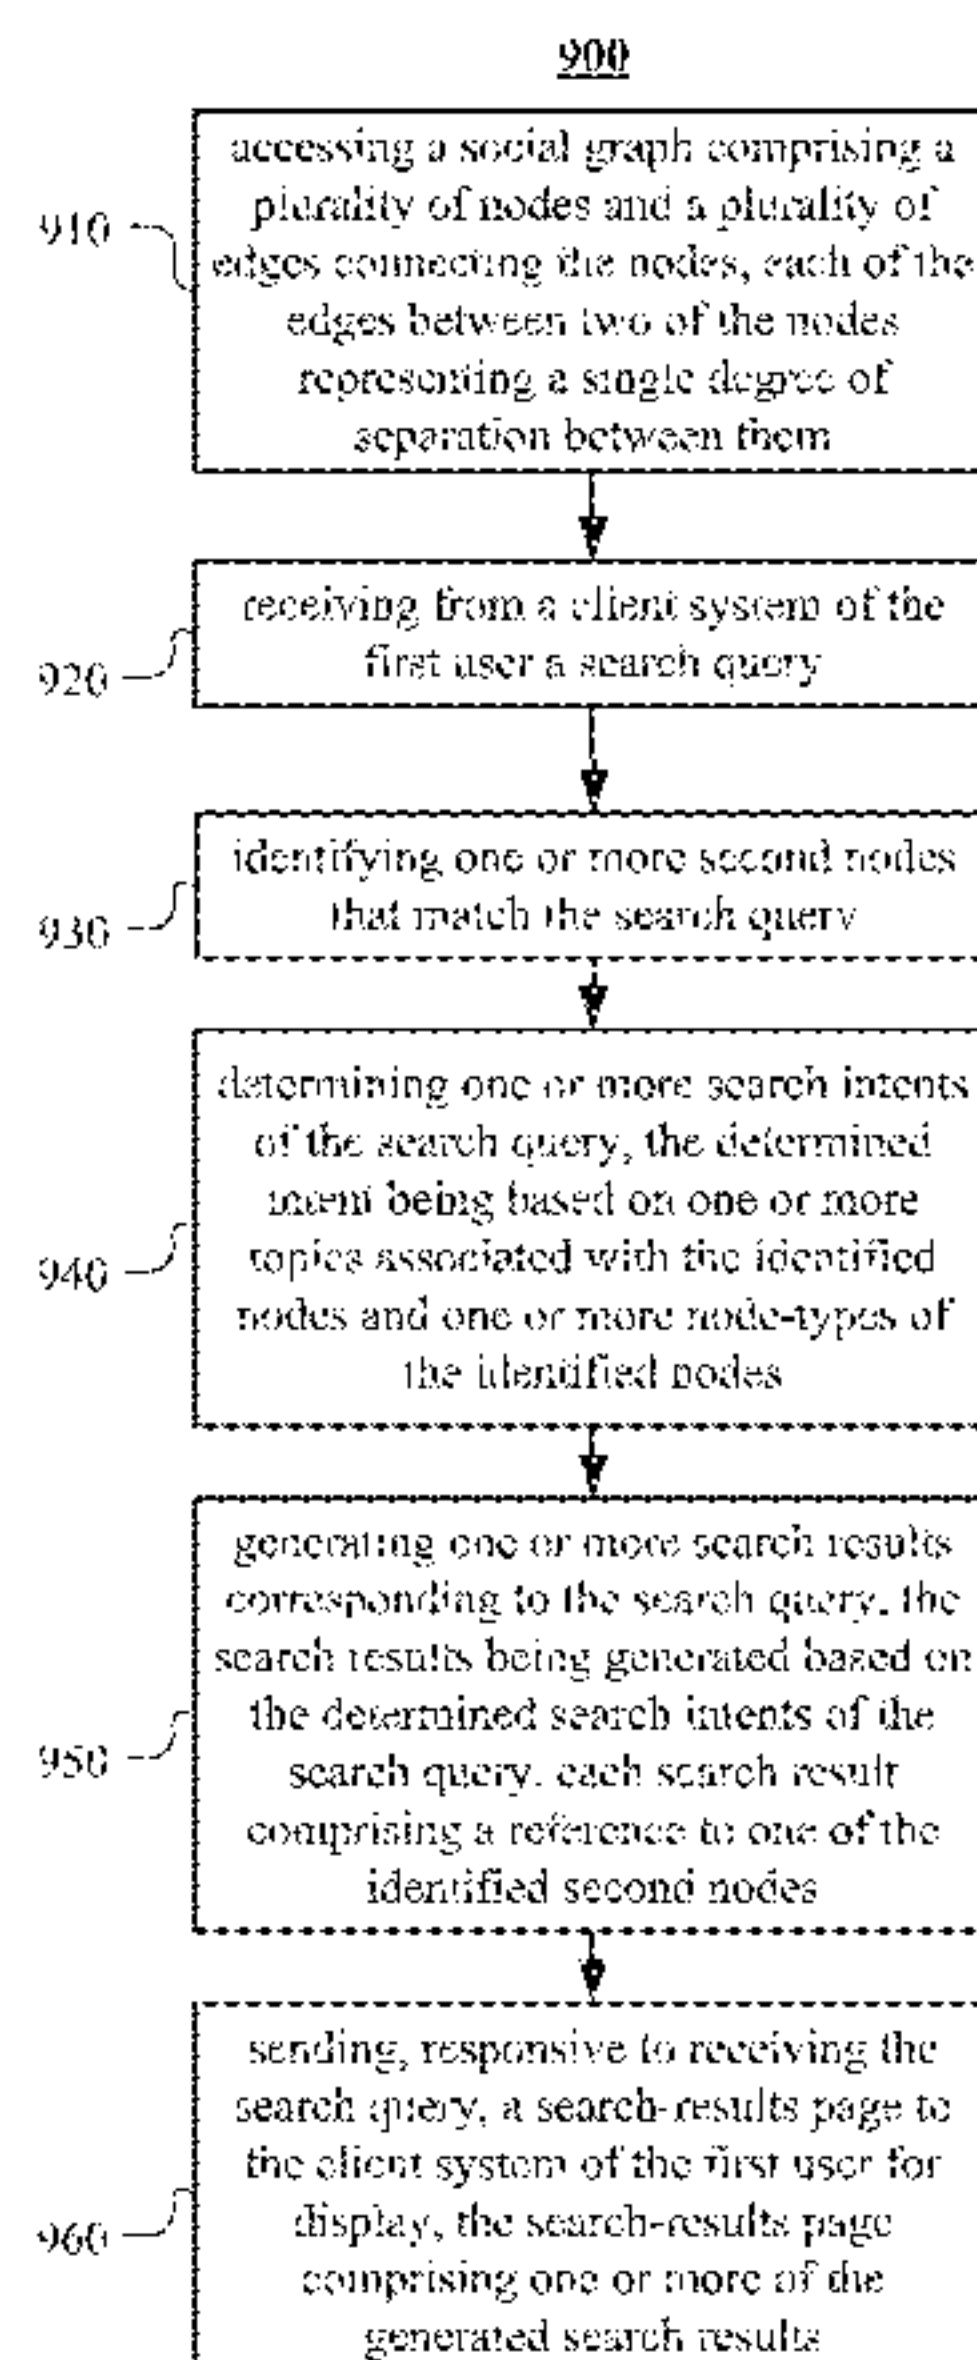 900
910
accessing a social graph comprising a
plurality of nodes and a plurality of
edges connecting the nodes, each of the
edges between two of the nodes
representing a single degree of
separation between them
920
receiving from a client system of the
first user a search query
930
identifying one or more second nodes
that match the search query
940
determining one or more search intents
of the search query, the determined
intent being based on one or more
topics associated with the identified
nodes and one or more node-types of
the identified nodes
950
generating one or more search results
corresponding to the search query, the
search results being generated based on
the determined search intents of the
search query, each search result
comprising a reference to one of the
identified second nodes
960
sending, responsive to receiving the
search query, a search-results page to
the client system of the first user for
display, the search-results page
comprising one or more of the
generated search results